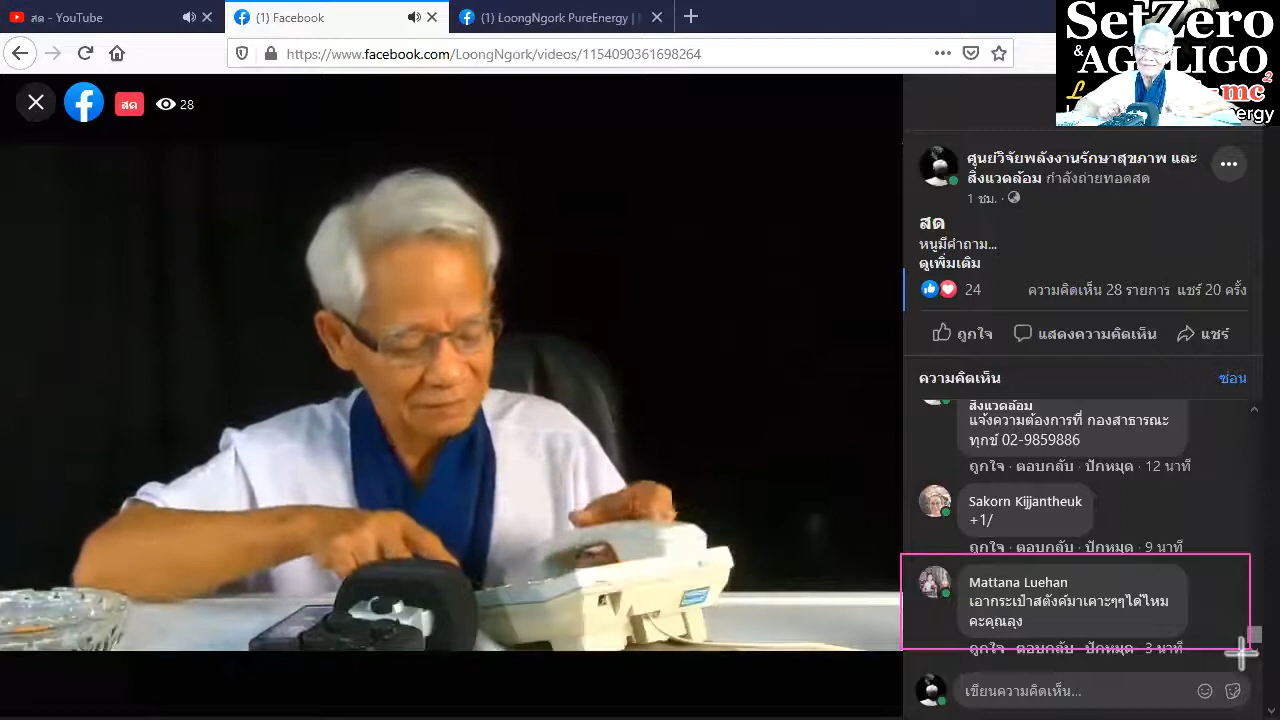 สด - YouTube
(1) Facebook
(1) LoongNgork PureEnergy |
https://www.facebook.com/LoongNgork/videos/1154090361698264
SetZero
&
mc²
สด
28
ศูนย์วิจัยพลังงานรักษาสุขภาพ และ
สิ่งแวดล้อม กำลังถ่ายทอดสด
1 ชม. ·
สด
หนูมีคำถาม...
ดูเพิ่มเติม
24
ความคิดเห็น 28 รายการ แชร์ 20 ครั้ง
ถูกใจ
แสดงความคิดเห็น
แชร์
ความคิดเห็น
ซ่อน
สิ่งแวดล้อม
แจ้งความต้องการที่ กองสาธารณะ
ทุกข์ 02-9859886
ถูกใจ · ตอบกลับ · ปักหมุด · 12 นาที
Sakorn Kijjantheuk
+1/
ถูกใจ · ตอบกลับ · ปักหมุด · 9 นาที
Mattana Luehan
เอากระเป๋าสตังค์มาเคาะๆๆได้ไหม
คะคุณลุง
ถูกใจ · ตอบกลับ · ปักหมุด · 3 นาที
เขียนความคิดเห็น...